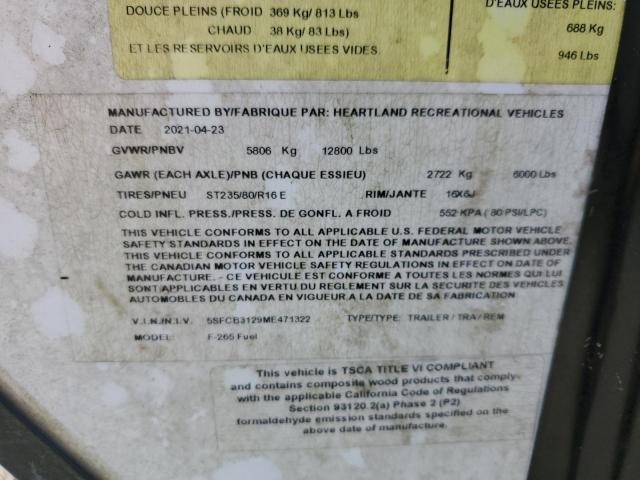 DOUCE PLEINS (FROID 369 Kg/ 813 Lbs
CHAUD 38 Kg/ 83 Lbs)
ET LES RESERVOIRS D'EAUX USEES VIDES.
D'EAUX USEES PLEINS:
688 Kg
946 Lbs
MANUFACTURED BY/FABRIQUE PAR: HEARTLAND RECREATIONAL VEHICLES
DATE 2021-04-23
GVWR/PNBV 5806 Kg 12800 Lbs
GAWR (EACH AXLE)/PNB (CHAQUE ESSIEU) 2722 Kg 6000 Lbs
TIRES/PNEU ST235/80/R16 E RIM/JANTE 16X6J
COLD INFL. PRESS./PRESS. DE GONFL. A FROID 552 KPA ( 80 PSI/LPC)
THIS VEHICLE CONFORMS TO ALL APPLICABLE U.S. FEDERAL MOTOR VEHICLE
SAFETY STANDARDS IN EFFECT ON THE DATE OF MANUFACTURE SHOWN ABOVE.
THIS VEHICLE CONFORMS TO ALL APPLICABLE STANDARDS PRESCRIBED UNDER
THE CANADIAN MOTOR VEHICLE SAFETY REGULATIONS IN EFFECT ON DATE OF
MANUFACTURE. - CE VEHICULE EST CONFORME A TOUTES LES NORMES QUI LUI
SONT APPLICABLES EN VERTU DU REGLEMENT SUR LA SECURITE DES VEHICLES
AUTOMOBILES DU CANADA EN VIGUEUR A LA DATE DE SA FABRICATION
V.I.N./N.I.V. 5SFCB3129ME471322 TYPE/TYPE: TRAILER / TRA/REM
MODEL: F-265 Fuel
This vehicle is TSCA TITLE VI COMPLIANT
and contains composite wood products that comply
with the applicable California Code of Regulations
Section 93120.2(a) Phase 2 (P2)
formaldehyde emission standards specified on the
above date of manufacture.